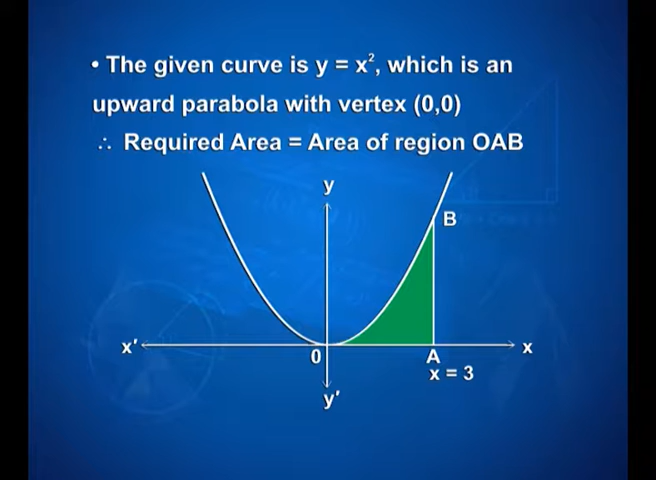 • The given curve is y = x², which is an
upward parabola with vertex (0,0)
∴ Required Area = Area of region OAB
y
B
x′
0
A
x
x = 3
y′